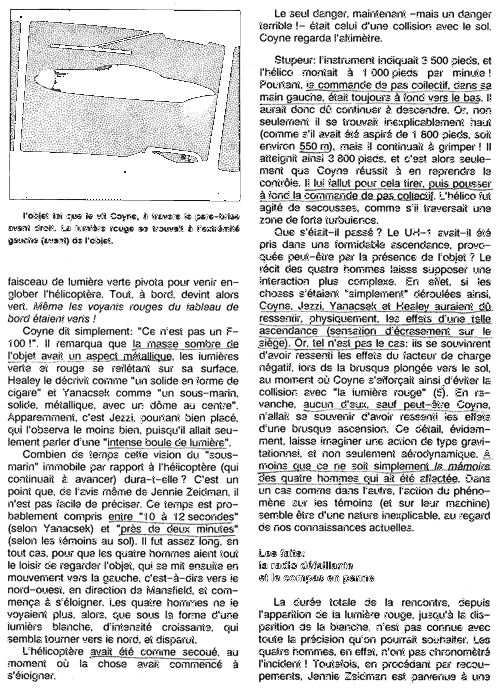 l'objet tel que le vit Coyne, à travers le pare-brise
avant droit. La lumière rouge se trouvait à l'extrémité
gauche (avant) de l'objet.
faisceau de lumière verte pivota pour venir en-
glober l'hélicoptère. Tout, à bord, devint alors
vert. Même les voyants rouges du tableau de
bord étaient verts !
Coyne dit simplement: "Ce n'est pas un F-
100 !". Il remarqua que la masse sombre de
l'objet avait un aspect métallique, les lumières
verte et rouge se reflétant sur sa surface.
Healey le décrivit comme "un solide en forme de
cigare" et Yanacsek comme "un sous-marin,
solide, métallique, avec un dôme au centre".
Apparemment, c'est Jezzi, pourtant bien placé,
qui l'observa le moins bien, puisqu'il allait seu-
lement parler d'une "intense boule de lumière".
Combien de temps cette vision du "sous-
marin" immobile par rapport à l'hélicoptère (qui
continuait à avancer) dura-t-elle ? C'est un
point que, de l'avis même de Jennie Zeidman, il
n'est pas facile de préciser. Ce temps est pro-
bablement compris entre "10 à 12 secondes"
(selon Yanacsek) et "près de deux minutes"
(selon les témoins au sol). Il fut assez long, en
tout cas, pour que les quatre hommes aient tout
le loisir de regarder l'objet, qui se mit ensuite en
mouvement vers la gauche, c'est-à-dire vers le
nord-ouest, en direction de Mansfield, et com-
mença à s'éloigner. Les quatre hommes ne le
voyaient plus, alors, que sous la forme d'une
lumière blanche, d'intensité croissante, qui
sembla tourner vers le nord, et disparut.
L'hélicoptère avait été comme secoué, au
moment où la chose avait commencé à
s'éloigner.
Le seul danger, maintenant -mais un danger
terrible !- était celui d'une collision avec le sol.
Coyne regarda l'altimètre.
Stupeur: l'instrument indiquait 3 500 pieds, et
l'hélico montait à 1 000 pieds par minute !
Pourtant, la commande de pas collectif, dans sa
main gauche, était toujours à fond vers le bas. Il
aurait donc dû continuer à descendre. Or, non
seulement il se trouvait inexplicablement haut
(comme s'il avait été aspiré de 1 800 pieds, soit
environ 550 m), mais il continuait à grimper ! Il
atteignit ainsi 3 800 pieds, et c'est alors seule-
ment que Coyne réussit à en reprendre le
contrôle. Il lui fallut pour cela tirer, puis pousser
à fond la commande de pas collectif. L'hélico fut
agité de secousses, comme s'il traversait une
zone de forte turbulence.
Que s'était-il passé ? Le UH-1 avait-il été
pris dans une formidable ascendance, provo-
quée peut-être par la présence de l'objet ? Le
récit des quatre hommes laisse supposer une
interaction plus complexe. En effet, si les
choses s'étaient "simplement" déroulées ainsi,
Coyne, Jezzi, Yanacsek et Healey auraient dû
ressentir, physiquement, les effets d'une telle
ascendance (sensation d'écrasement sur le
siège). Or, tel n'est pas le cas: ils se souvinrent
d'avoir ressenti les effets du facteur de charge
négatif, lors de la brusque plongée vers le sol,
au moment où Coyne s'efforçait ainsi d'éviter la
collision avec "la lumière rouge" (5). En re-
vanche, aucun d'eux, sauf peut-être Coyne,
n'allait se souvenir d'avoir ressenti les effets
d'une brusque ascension. Ce détail, évidem-
ment, laisse imaginer une action de type gravi-
tationnel, et non seulement aérodynamique. A
moins que ce ne soit simplement la mémoire
des quatre hommes qui ait été affectée. Dans
un cas comme dans l'autre, l'action du phéno-
mène sur les témoins (et sur leur machine)
semble être d'une nature inexplicable, au regard
de nos connaissances actuelles.
Les faits:
la radio défaillante
et le compas en panne
La durée totale de la rencontre, depuis
l'apparition de la lumière rouge, jusqu'à la dis-
parition de la blanche, n'est pas connue avec
toute la précision qu'on pourrait souhaiter. Les
quatre hommes, en effet, n'ont pas chronométré
l'incident ! Toutefois, en procédant par recou-
pements, Jennie Zeidman est parvenue à une